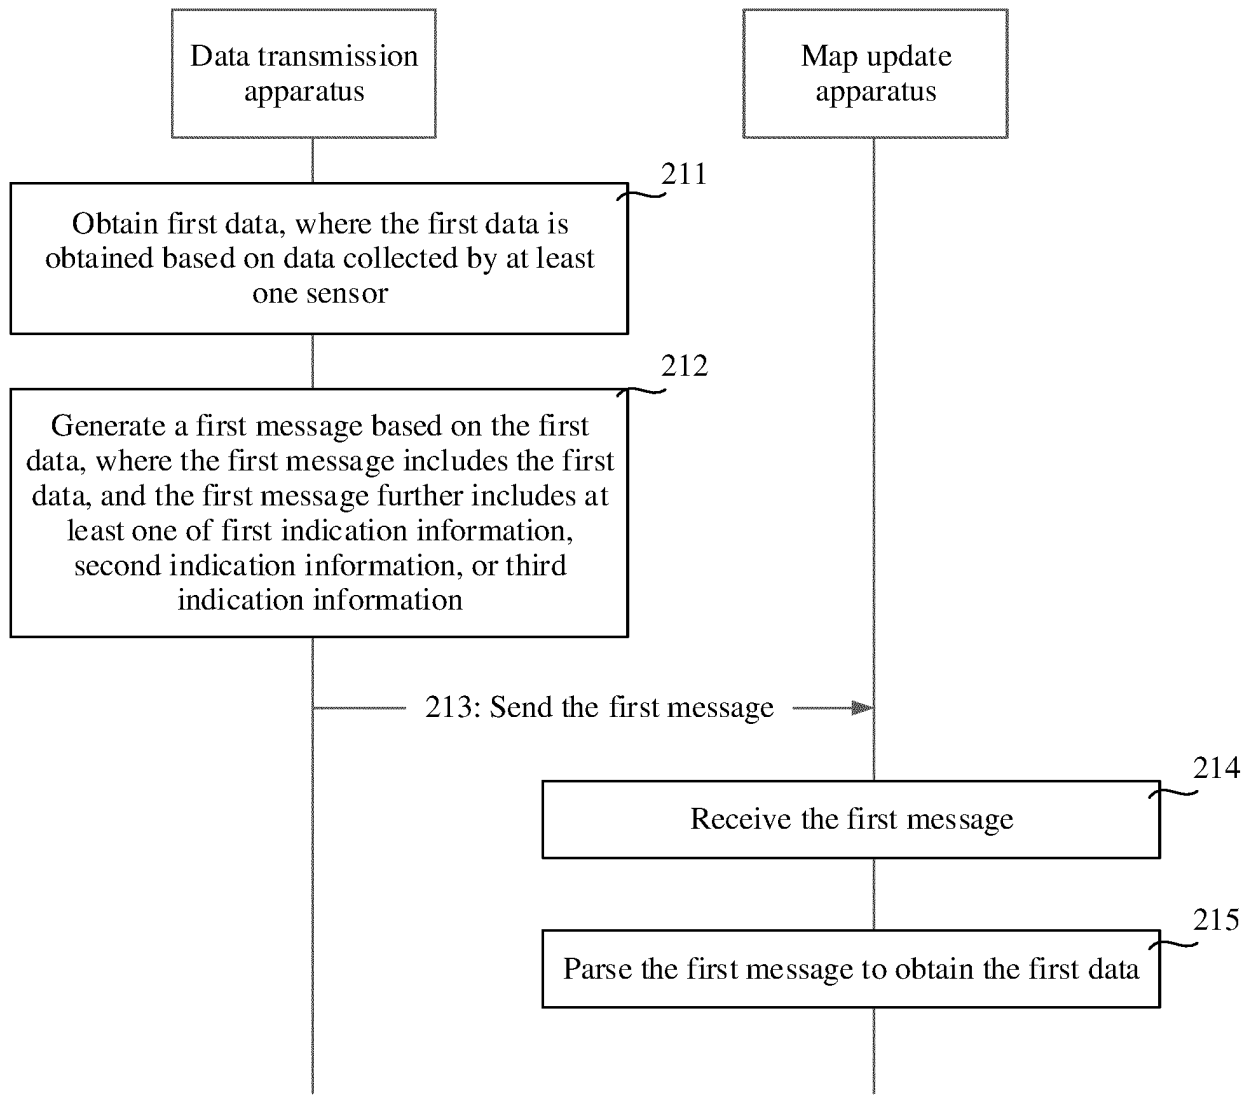 Data transmission
apparatus
Map update
apparatus
211
Obtain first data, where the first data is
obtained based on data collected by at least
one sensor
212
Generate a first message based on the first
data, where the first message includes the first
data, and the first message further includes at
least one of first indication information,
second indication information, or third
indication information
213: Send the first message
214
Receive the first message
215
Parse the first message to obtain the first data